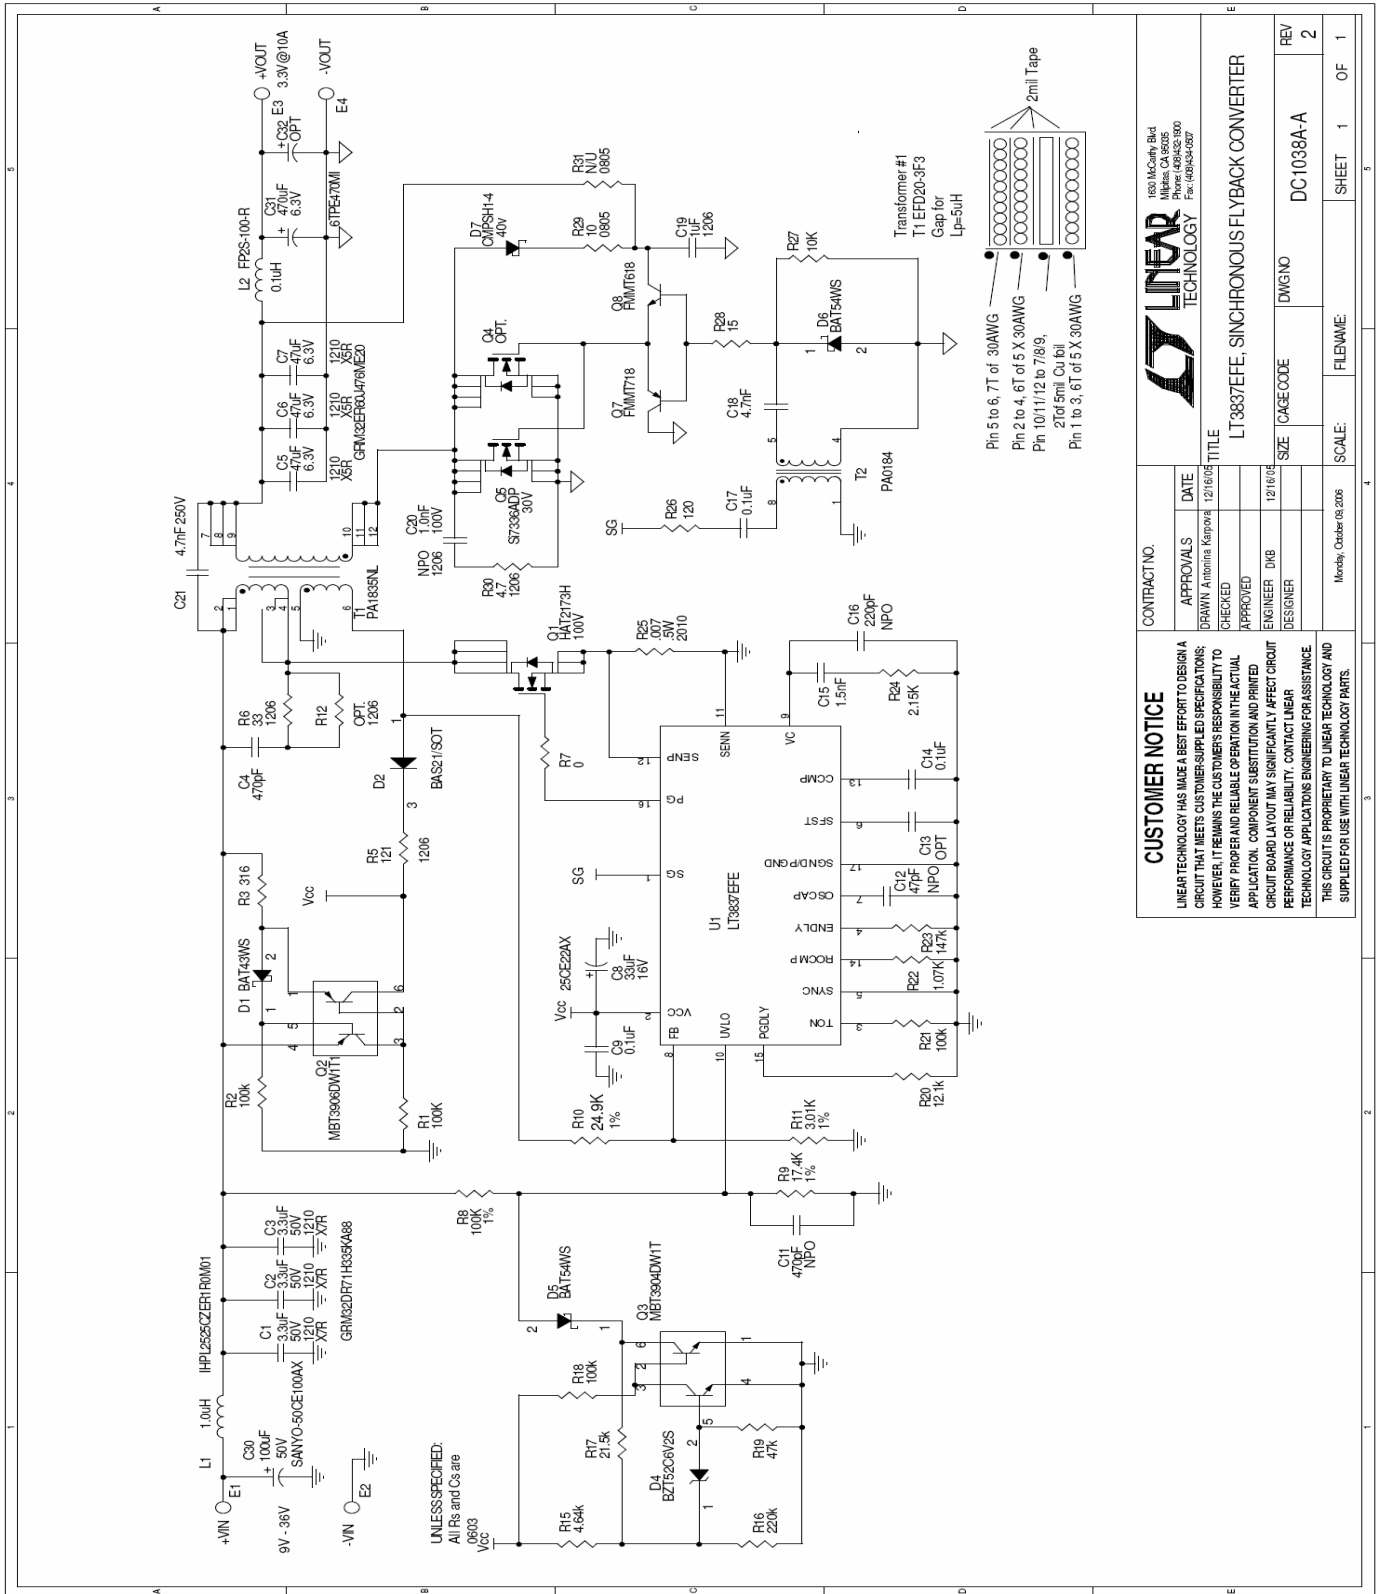 +VIN
E1
9V - 36V
-VIN
E2
L1
1.0uH
IHPL2525CZER1R0M01
C30
100uF
50V
SANYO-50CE100AX
C1
3.3uF
50V
1210
X7R
C2
3.3uF
50V
1210
X7R
C3
3.3uF
50V
1210
X7R
GRM32DR71H335KA88
UNLESS SPECIFIED:
All Rs and Cs are
0603
Vcc
R15
4.64k
R16
220k
R17
21.5k
R18
100k
R19
47k
D4
BZT52C6V2S
D5
BAT54WS
Q3
MBT3904DW1T
R8
100K
1%
R9
17.4K
1%
C11
470pF
NPO
R2
100k
D1 BAT43WS
R3 316
Q2
MBT3906DW1T1
R1
100K
Vcc
R5
121
1206
D2
BAS21/SOT
C4
470pF
R6
33
1206
R12
OPT.
1206
C21
4.7nF 250V
T1
PA1835NL
C5
47uF
6.3V
1210
X5R
C6
47uF
6.3V
1210
X5R
C7
47uF
6.3V
1210
X5R
GRM32ER60J476ME20
L2 FP2S-100-R
0.1uH
C31
470uF
6.3V
6TPE470MI
C32
OPT
+VOUT
E3
3.3V@10A
-VOUT
E4
C20
1.0nF
100V
NPO
1206
R30
4.7
1206
Q5
Si7336ADP
30V
Q4
OPT.
D7
CMPSH1-4
40V
R29
10
0805
R31
N/U
0805
Q7
FMMT718
Q8
FMMT618
C19
1uF
1206
R28
15
R27
10K
D6
BAT54WS
C18
4.7nF
T2
PA0184
SG
R26
120
C17
0.1uF
Q1
HAT2173H
100V
R25
.007
.5W
2010
R7
0
R10
24.9K
1%
R11
3.01K
1%
Vcc
25CE22AX
C8
33uF
16V
C9
0.1uF
SG
U1
LT3837EFE
VCC
FB
UVLO
PGDLY
TON
SYNC
ROCMP
ENDLY
OSCAP
SGND/PGND
SFST
CCMP
VC
SENN
SENP
PG
SG
R20
12.1k
R21
100k
R22
1.07K
R23
147k
C12
47pF
NPO
C13
OPT
C14
0.1uF
C15
1.5nF
R24
2.15K
C16
220pF
NPO
Transformer #1
T1 EFD20-3F3
Gap for
Lp=5uH
2mil Tape
Pin 5 to 6, 7T of 30AWG
Pin 2 to 4, 6T of 5 X 30AWG
Pin 10/11/12 to 7/8/9,
2T of 5mil Cu foil
Pin 1 to 3, 6T of 5 X 30AWG
CUSTOMER NOTICE
LINEAR TECHNOLOGY HAS MADE A BEST EFFORT TO DESIGN A
CIRCUIT THAT MEETS CUSTOMER-SUPPLIED SPECIFICATIONS;
HOWEVER, IT REMAINS THE CUSTOMER'S RESPONSIBILITY TO
VERIFY PROPER AND RELIABLE OPERATION IN THE ACTUAL
APPLICATION. COMPONENT SUBSTITUTION AND PRINTED
CIRCUIT BOARD LAYOUT MAY SIGNIFICANTLY AFFECT CIRCUIT
PERFORMANCE OR RELIABILITY. CONTACT LINEAR
TECHNOLOGY APPLICATIONS ENGINEERING FOR ASSISTANCE.
THIS CIRCUIT IS PROPRIETARY TO LINEAR TECHNOLOGY AND
SUPPLIED FOR USE WITH LINEAR TECHNOLOGY PARTS.
CONTRACT NO.
APPROVALS
DATE
DRAWN Antonina Karpova 12/16/05
CHECKED
APPROVED
ENGINEER DKB 12/16/05
DESIGNER
Monday, October 09, 2006
LINEAR
TECHNOLOGY
1630 McCarthy Blvd.
Milpitas, CA 95035
Phone: (408)432-1900
Fax: (408)434-0507
TITLE
LT3837EFE, SINCHRONOUS FLYBACK CONVERTER
SIZE
CAGE CODE
DWG NO
DC1038A-A
REV
2
SCALE:
FILENAME:
SHEET 1 OF 1